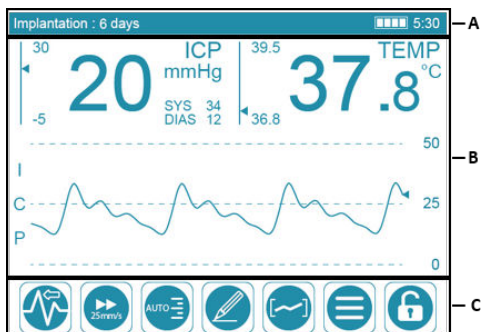 Implantation : 6 days 5:30 A
30 ICP 39.5 TEMP
20 mmHg 37.8 °C
SYS 34
DIAS 12
-5 36.8
50
B
I
C 25
P
0
25mm/s AUTO C